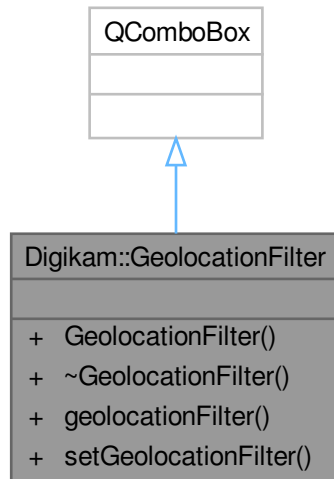 QComboBox
Digikam::GeolocationFilter
+ GeolocationFilter()
+ ~GeolocationFilter()
+ geolocationFilter()
+ setGeolocationFilter()